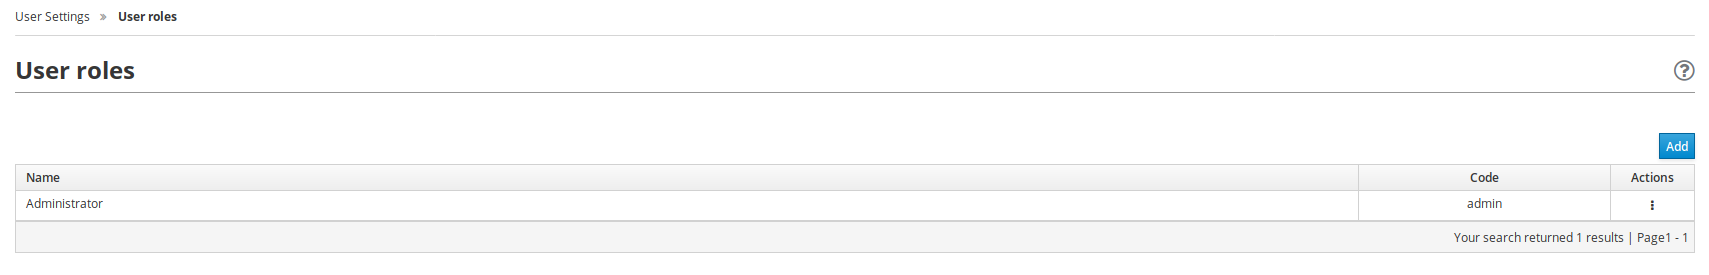 User Settings » User roles
User roles
?
Add
Name Code Actions
Administrator admin
Your search returned 1 results | Page1 - 1